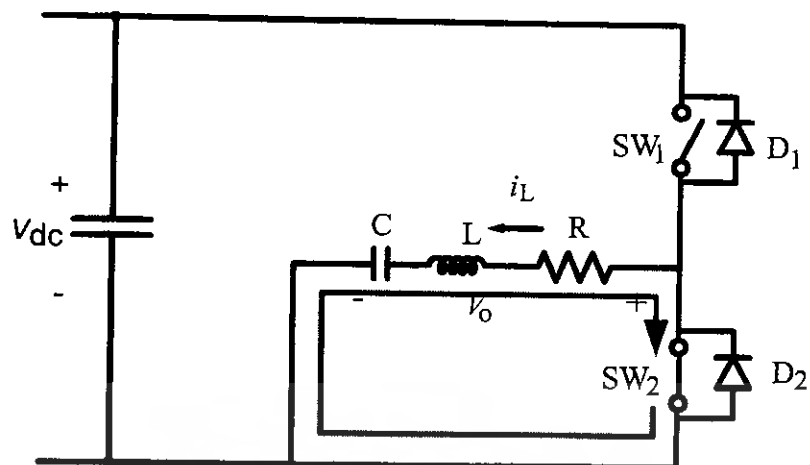 SW1
D1
+
Vdc
-
iL
C
L
R
-
vo
+
SW2
D2